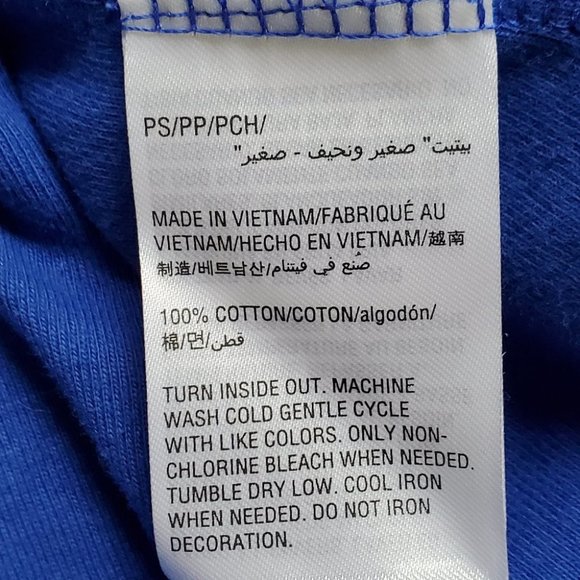 PS/PP/PCH/
بيتيت" صغير ونحيف - صغير"
MADE IN VIETNAM/FABRIQUÉ AU
VIETNAM/HECHO EN VIETNAM/越南
制造/베트남산/صُنع في فيتنام
100% COTTON/COTON/algodón/
棉/면/قطن
TURN INSIDE OUT. MACHINE
WASH COLD GENTLE CYCLE
WITH LIKE COLORS. ONLY NON-
CHLORINE BLEACH WHEN NEEDED.
TUMBLE DRY LOW. COOL IRON
WHEN NEEDED. DO NOT IRON
DECORATION.